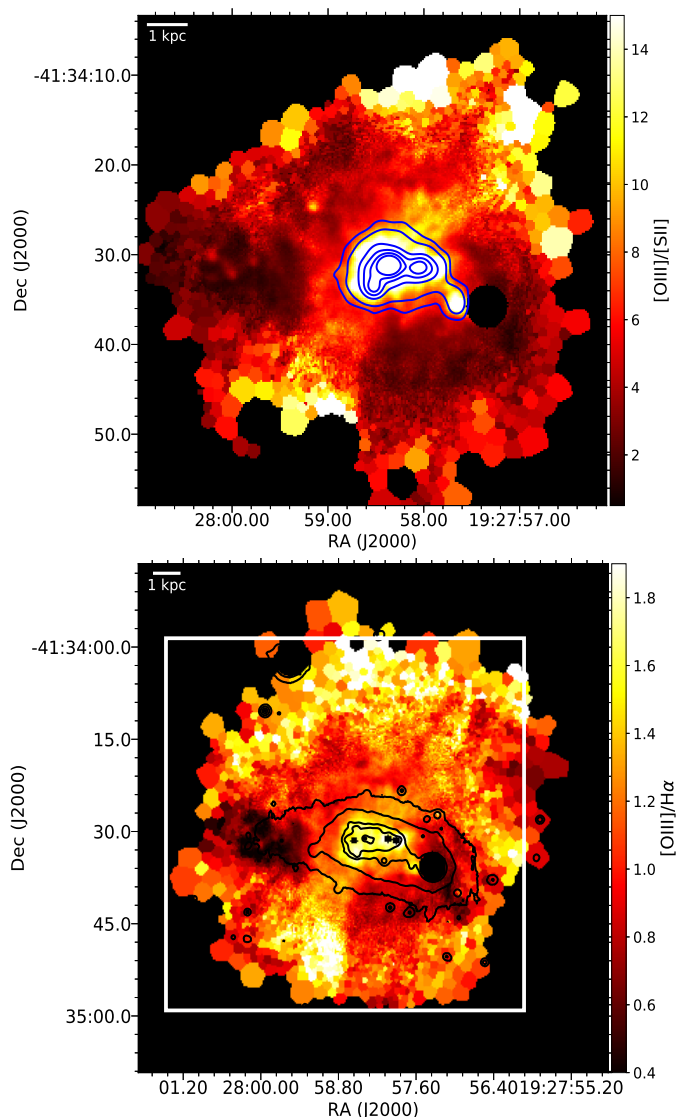 1 kpc
-41:34:10.0
20.0
30.0
40.0
50.0
Dec (J2000)
28:00.00 59.00 58.00 19:27:57.00
RA (J2000)
14
12
10
8
6
4
2
[OIII]/[SII]
1 kpc
-41:34:00.0
15.0
30.0
45.0
35:00.0
Dec (J2000)
01.20 28:00.00 58.80 57.60 56.40 19:27:55.20
RA (J2000)
1.8
1.6
1.4
1.2
1.0
0.8
0.6
0.4
[OIII]/Hα